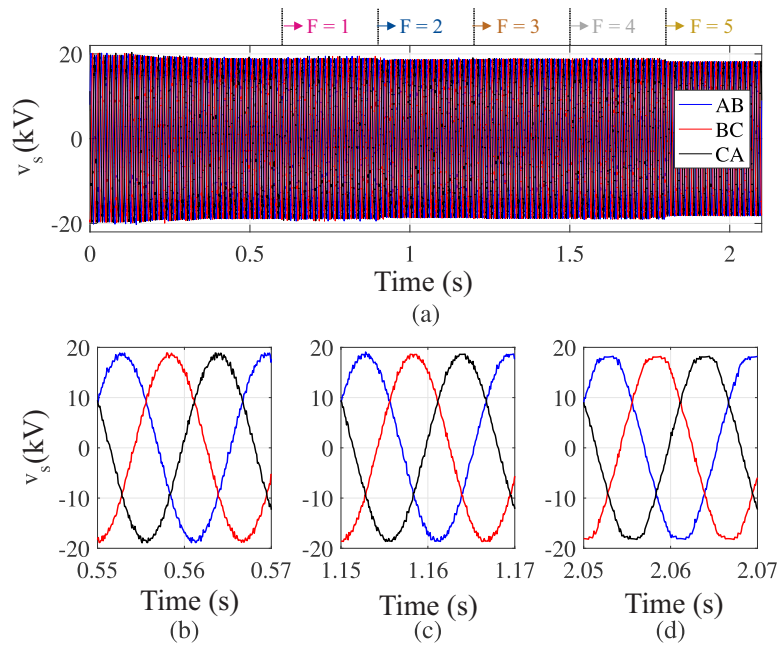 F = 1 F = 2 F = 3 F = 4 F = 5
20
0
-20
v_s (kV)
AB
BC
CA
0 0.5 1 1.5 2
Time (s)
(a)
20 20 20
10 10 10
0 0 0
-10 -10 -10
-20 -20 -20
v_s (kV)
0.55 0.56 0.57 1.15 1.16 1.17 2.05 2.06 2.07
Time (s) Time (s) Time (s)
(b) (c) (d)